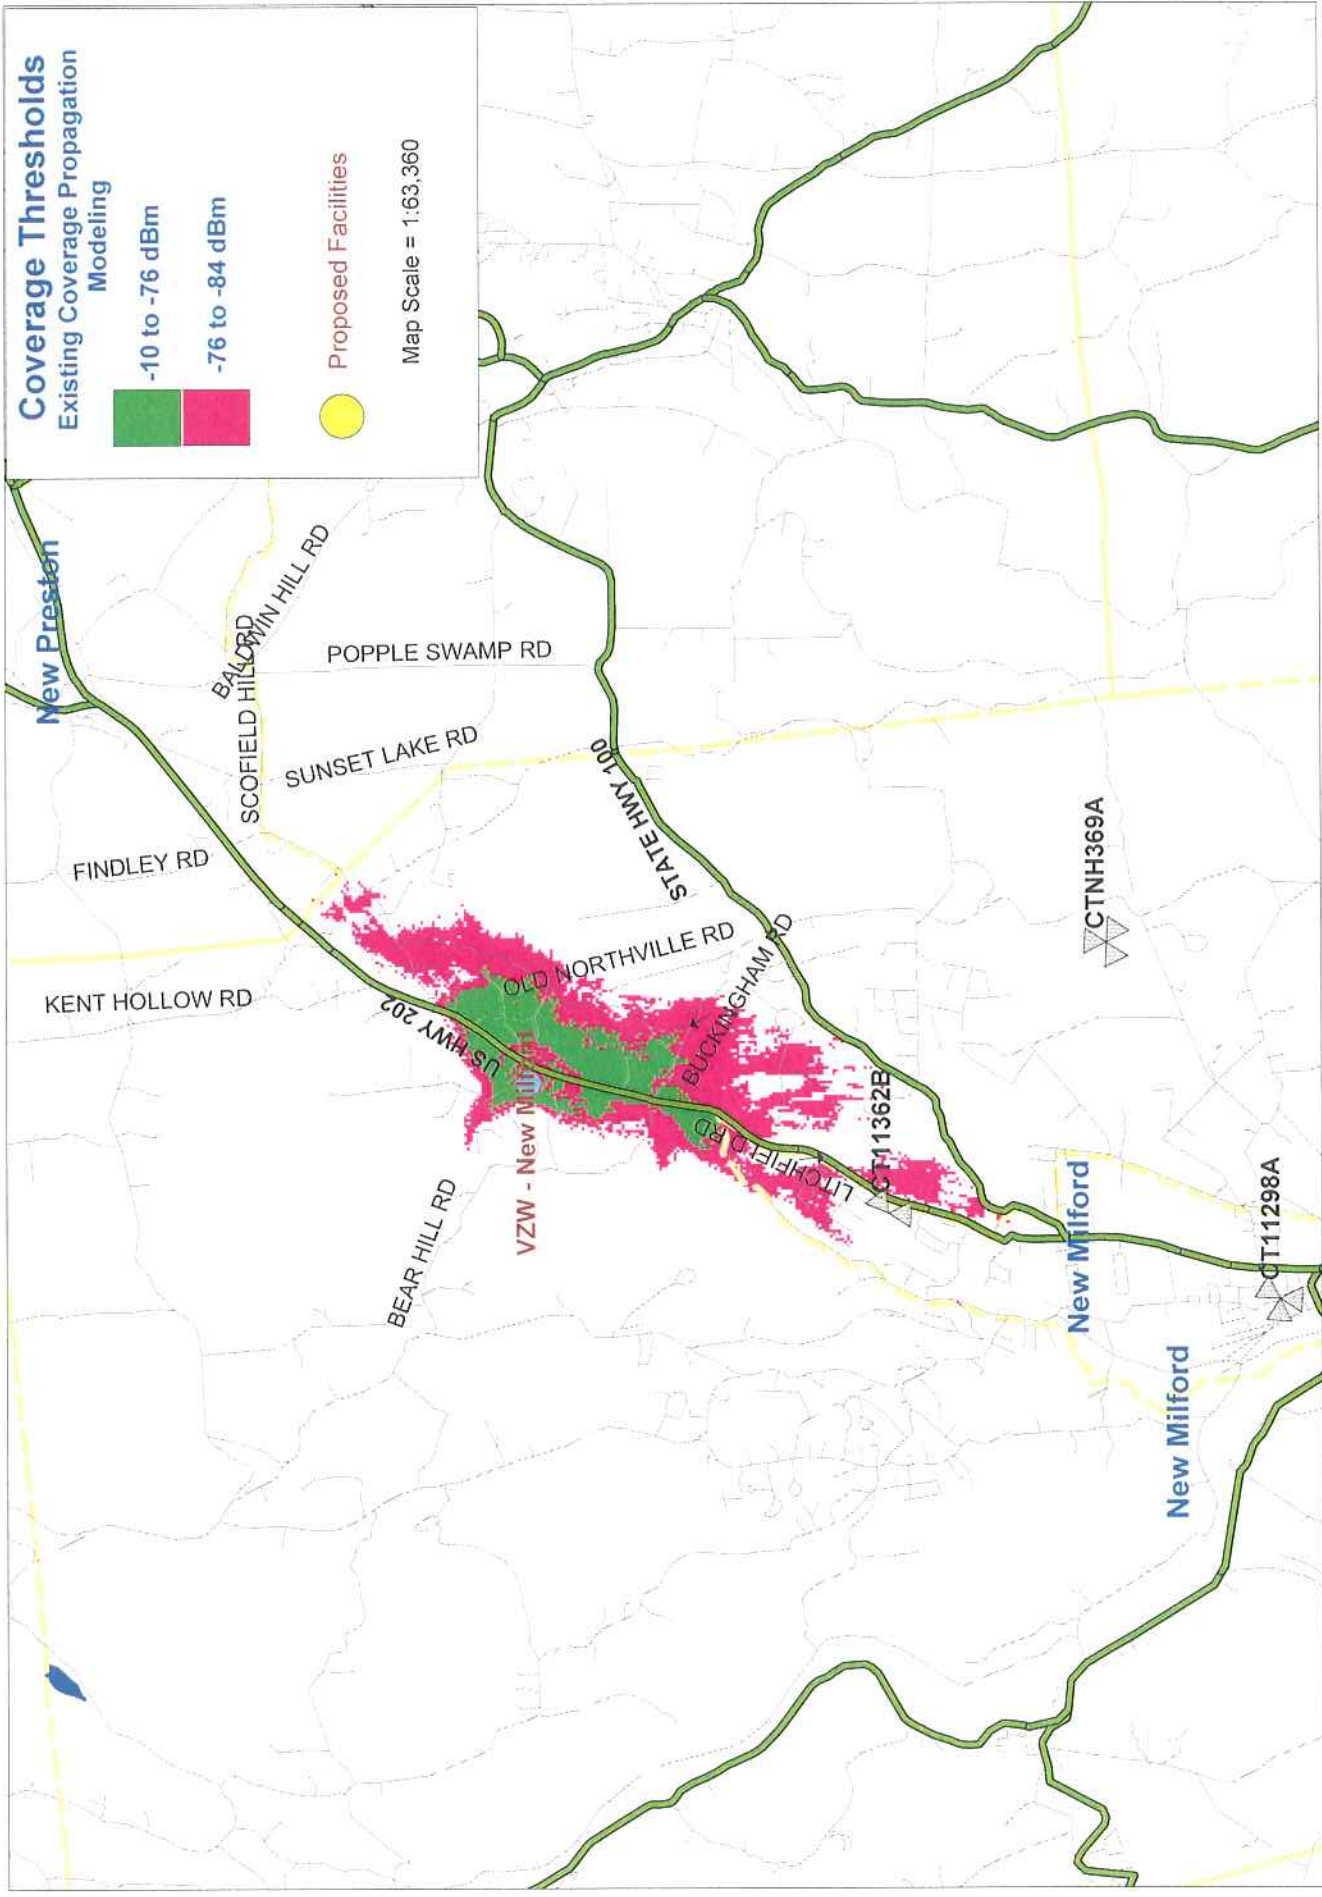 Coverage Thresholds
Existing Coverage Propagation
Modeling
-10 to -76 dBm
-76 to -84 dBm
Proposed Facilities
Map Scale = 1:63,360
New Preston
BALDWIN HILL RD
SCOFIELD HILL RD
POPPLE SWAMP RD
SUNSET LAKE RD
FINDLEY RD
KENT HOLLOW RD
US HWY 202
STATE HWY 100
OLD NORTHVILLE RD
BUCKINGHAM RD
VZW - New Milford
BEAR HILL RD
LITCHFIELD RD
CT11362B
CTNH369A
New Milford
New Milford
CT11298A